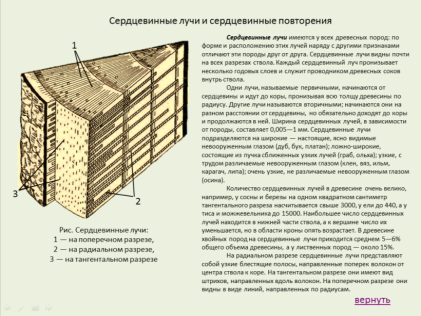 Сердцевинные лучи и сердцевинные повторения
1
2
3
Рис. Сердцевинные лучи:
1 — на поперечном разрезе,
2 — на радиальном разрезе,
3 — на тангентальном разрезе
Сердцевинные лучи имеются у всех древесных пород: по
форме и расположению этих лучей наряду с другими признаками
отличают эти породы друг от друга. Сердцевинные лучи видны почти
на всех разрезах ствола. Каждый сердцевинный луч пронизывает
несколько годовых слоев и служит проводником древесных соков
внутрь ствола.
Одни лучи, называемые первичными, начинаются от
сердцевины и идут до коры, пронизывая всю толщу древесины по
радиусу. Другие лучи называются вторичными; начинаются они на
разном расстоянии от сердцевины, но обязательно доходят до коры
и продолжаются в ней. Ширина сердцевинных лучей, в зависимости
от породы, составляет 0,005—1 мм. Сердцевинные лучи
подразделяются на широкие — настоящие, ясно видимые
невооруженным глазом (дуб, бук, платан); ложно-широкие,
состоящие из пучка сближенных узких лучей (граб, ольха); узкие, с
трудом различаемые невооруженным глазом (клен, вяз, ильм,
карагач, липа); очень узкие, не различаемые невооруженным глазом
(осина).
Количество сердцевинных лучей в древесине очень велико,
например, у сосны и березы на одном квадратном сантиметре
тангентального разреза насчитывается свыше 3000, у ели до 440, а у
тиса и можжевельника до 15000. Наибольшее число сердцевинных
лучей находится в нижней части ствола, а к вершине число их
уменьшается, но в области кроны опять возрастает. В древесине
хвойных пород на сердцевинные лучи приходится среднем 5—6%
общего объема древесины, а у лиственных пород — около 15%.
На радиальном разрезе сердцевинные лучи представляют
собой узкие блестящие полосы, направленные поперек волокон от
центра ствола к коре. На тангентальном разрезе они имеют вид
штрихов, направленных вдоль волокон. На поперечном разрезе они
видны в виде линий, направленных по радиусам.
вернуть